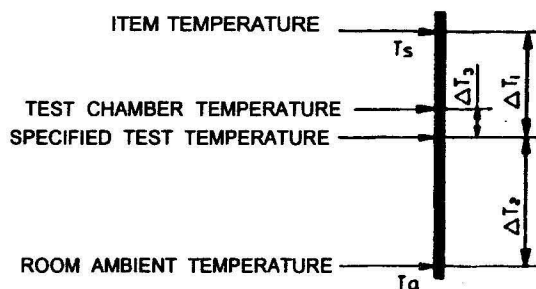 ITEM TEMPERATURE
Ts
ΔT₃
ΔT₁
TEST CHAMBER TEMPERATURE
SPECIFIED TEST TEMPERATURE
ΔT₂
ROOM AMBIENT TEMPERATURE
Ta